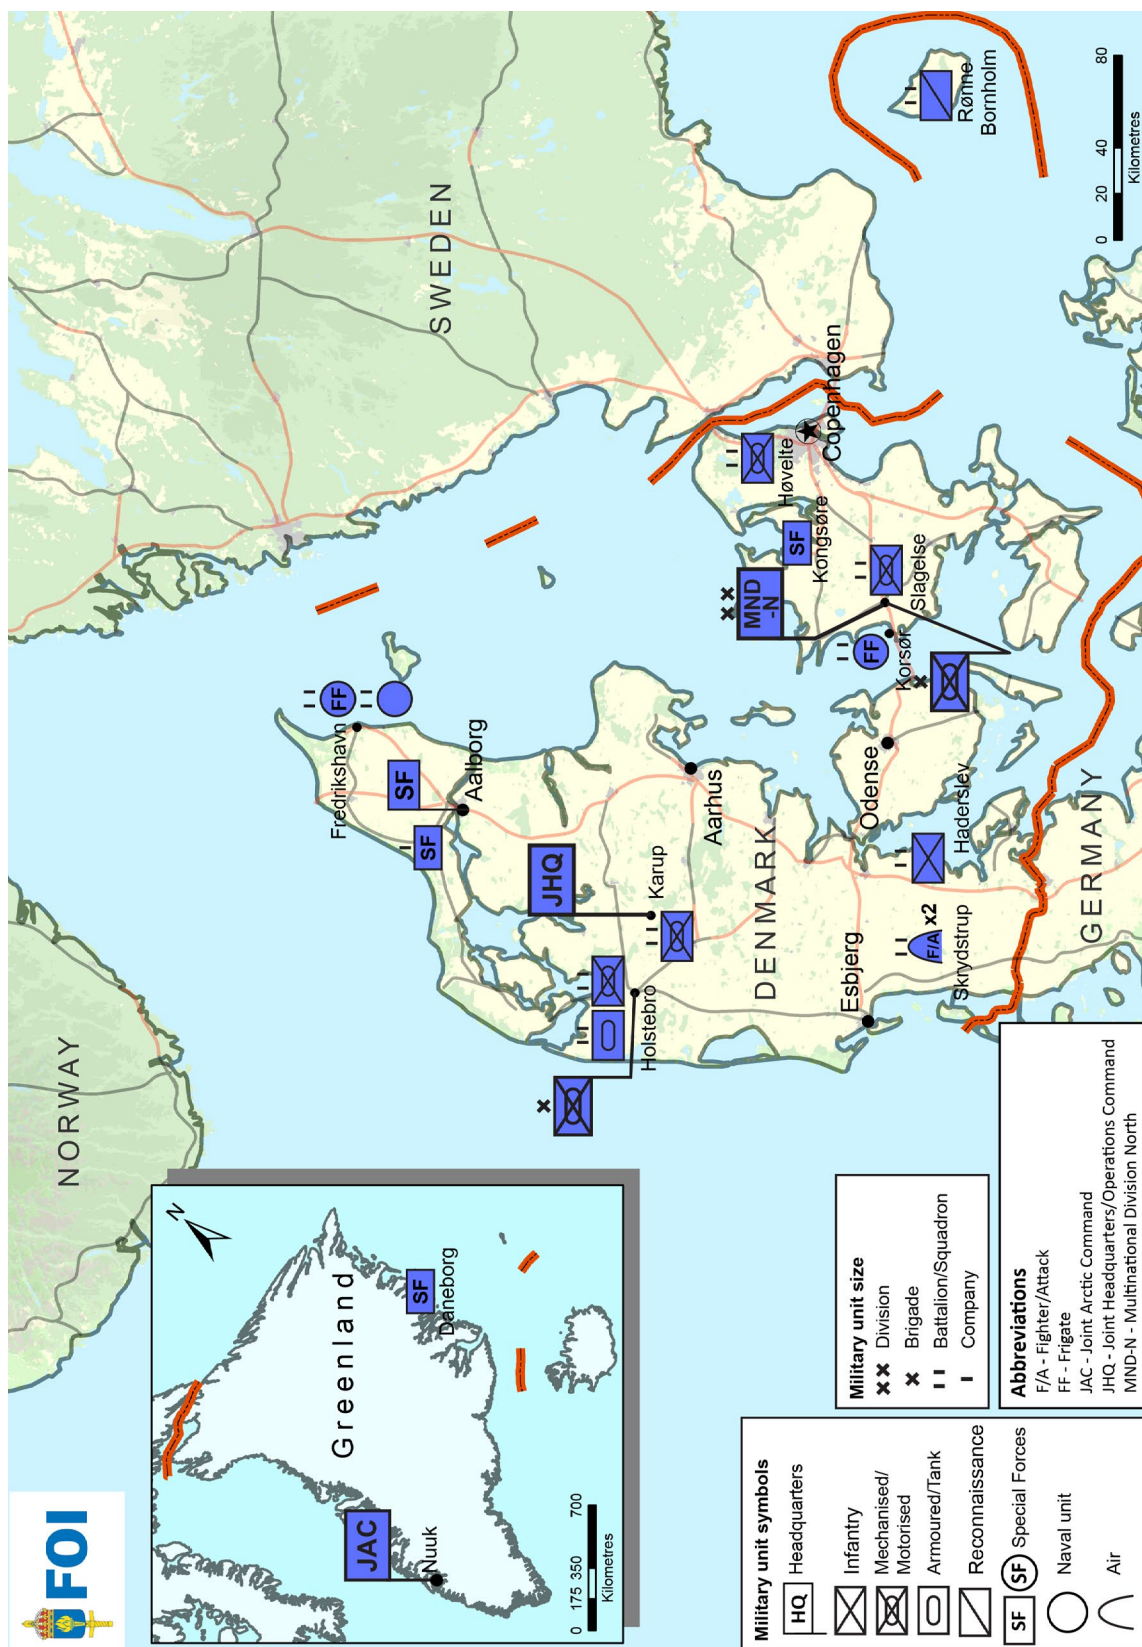 FOI
NORWAY
SWEDEN
DENMARK
GERMANY
N
Greenland
JAC
Nuuk
SF
Daneborg
0 175 350 700
Kilometres
Fredrikshavn
FF
SF
Aalborg
SF
JHQ
Karup
Holstebro
Aarhus
Esbjerg
Odense
Haderslev
F/A x2
Skrydstrup
MND
-N
SF
Kongsøre
Høvelte
Copenhagen
Slagelse
FF
Korsør
Rønne
Bornholm
0 20 40 80
Kilometres
Military unit symbols
HQ Headquarters
Infantry
Mechanised/
Motorised
Armoured/Tank
Reconnaissance
SF SF Special Forces
Naval unit
Air
Military unit size
Division
Brigade
Battalion/Squadron
Company
Abbreviations
F/A - Fighter/Attack
FF - Frigate
JAC - Joint Arctic Command
JHQ - Joint Headquarters/Operations Command
MND-N - Multinational Division North